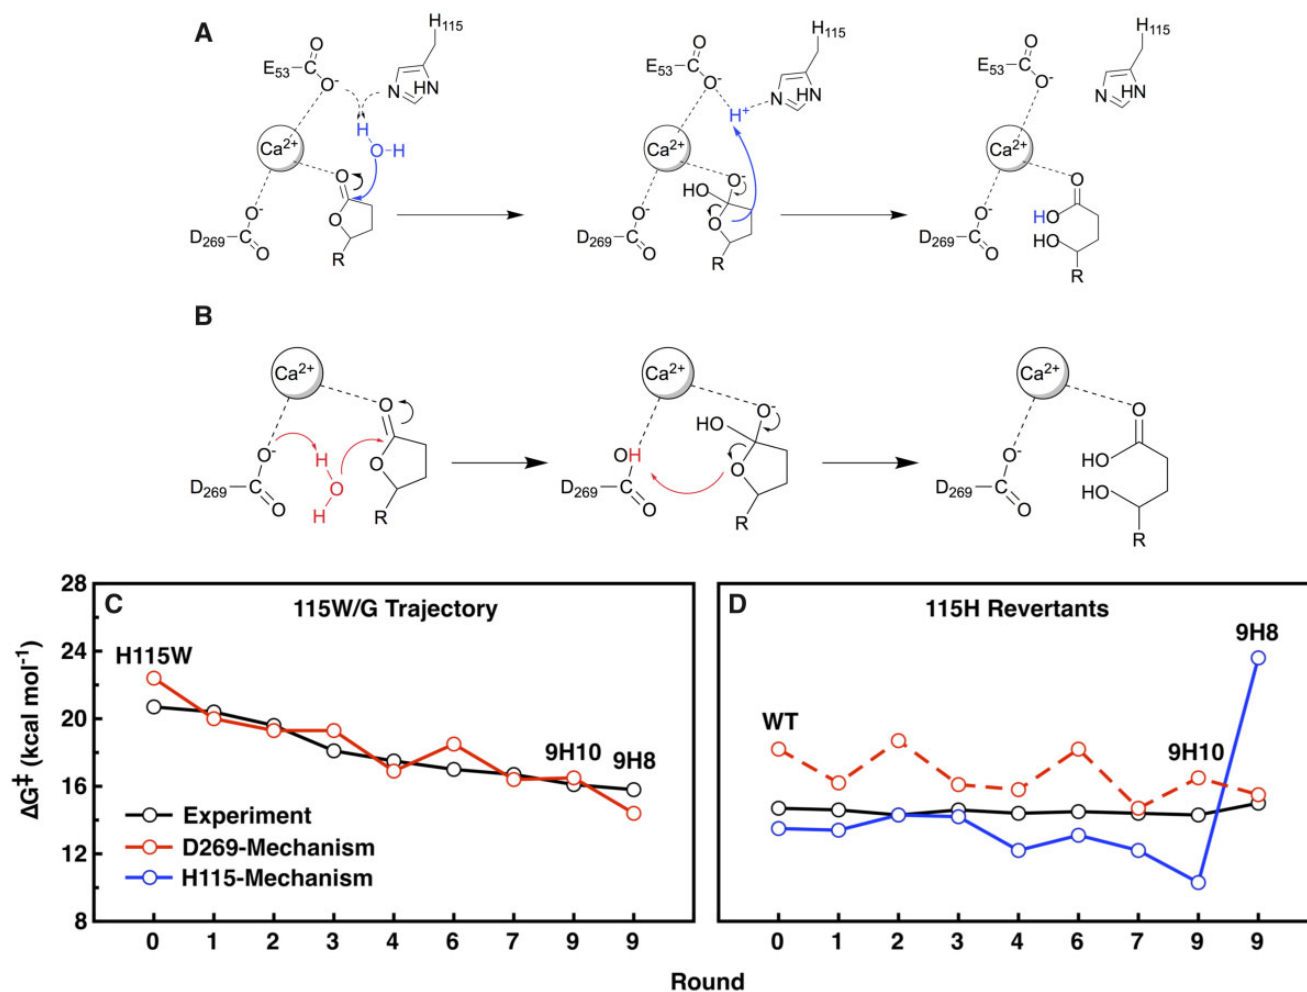 A
H₁₁₅
O
E₅₃ C
O⁻
N HN
H
O-H
Ca²⁺
O
O⁻
O
D₂₆₉ C
O
R
H₁₁₅
O
E₅₃ C
O⁻
H⁺ N HN
Ca²⁺
O⁻
HO
O⁻
O
D₂₆₉ C
O
R
H₁₁₅
O
E₅₃ C
O⁻
N HN
Ca²⁺
O
O⁻
HO
D₂₆₉ C HO
O
R
B
Ca²⁺
O
O⁻
H O
O
D₂₆₉ C
O H
R
Ca²⁺
O⁻
HO
OH
O
D₂₆₉ C
O
R
Ca²⁺
O
O⁻
HO
D₂₆₉ C HO
O
R
C 115W/G Trajectory
28
24
20
16
12
8
ΔG‡ (kcal mol⁻¹)
H115W
9H10
9H8
Experiment
D269-Mechanism
H115-Mechanism
0 1 2 3 4 6 7 9 9
D 115H Revertants
9H8
WT
9H10
0 1 2 3 4 6 7 9 9
Round